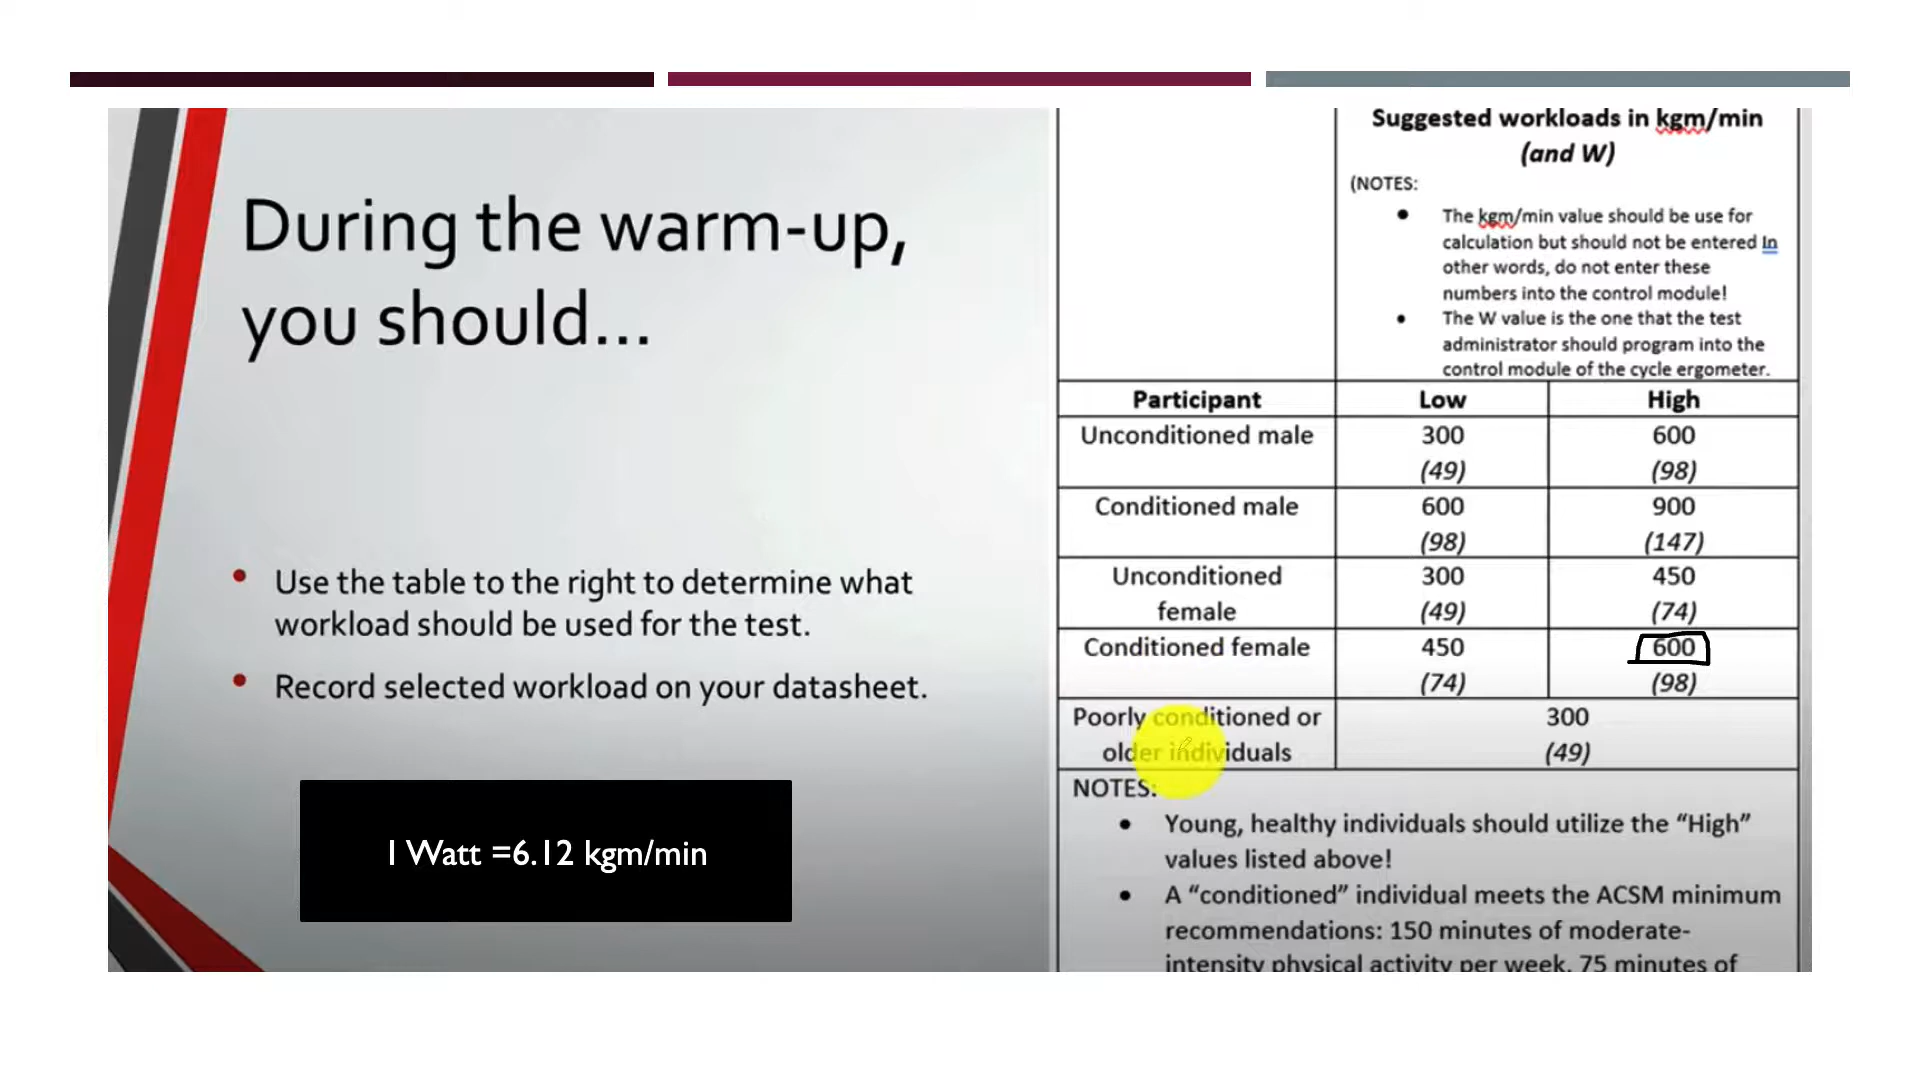 During the warm-up,
you should...
• Use the table to the right to determine what
workload should be used for the test.
• Record selected workload on your datasheet.
1 Watt =6.12 kgm/min
Suggested workloads in kgm/min
(and W)
(NOTES:
• The kgm/min value should be use for
calculation but should not be entered In
other words, do not enter these
numbers into the control module!
• The W value is the one that the test
administrator should program into the
control module of the cycle ergometer.
Participant Low High
Unconditioned male 300 600
(49) (98)
Conditioned male 600 900
(98) (147)
Unconditioned 300 450
female (49) (74)
Conditioned female 450 600
(74) (98)
Poorly conditioned or 300
older individuals (49)
NOTES:
• Young, healthy individuals should utilize the “High”
values listed above!
• A “conditioned” individual meets the ACSM minimum
recommendations: 150 minutes of moderate-
intensity physical activity per week, 75 minutes of